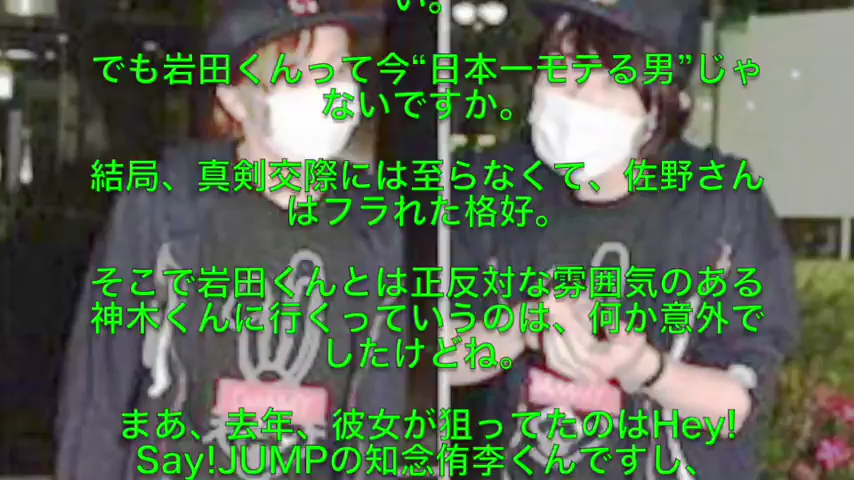 い。
でも岩田くんって今“日本一モテる男”じゃ
ないですか。
結局、真剣交際には至らなくて、佐野さん
はフラれた格好。
そこで岩田くんとは正反対な雰囲気のある
神木くんに行くっていうのは、何か意外で
したけどね。
まあ、去年、彼女が狙ってたのはHey!
Say!JUMPの知念侑李くんですし、